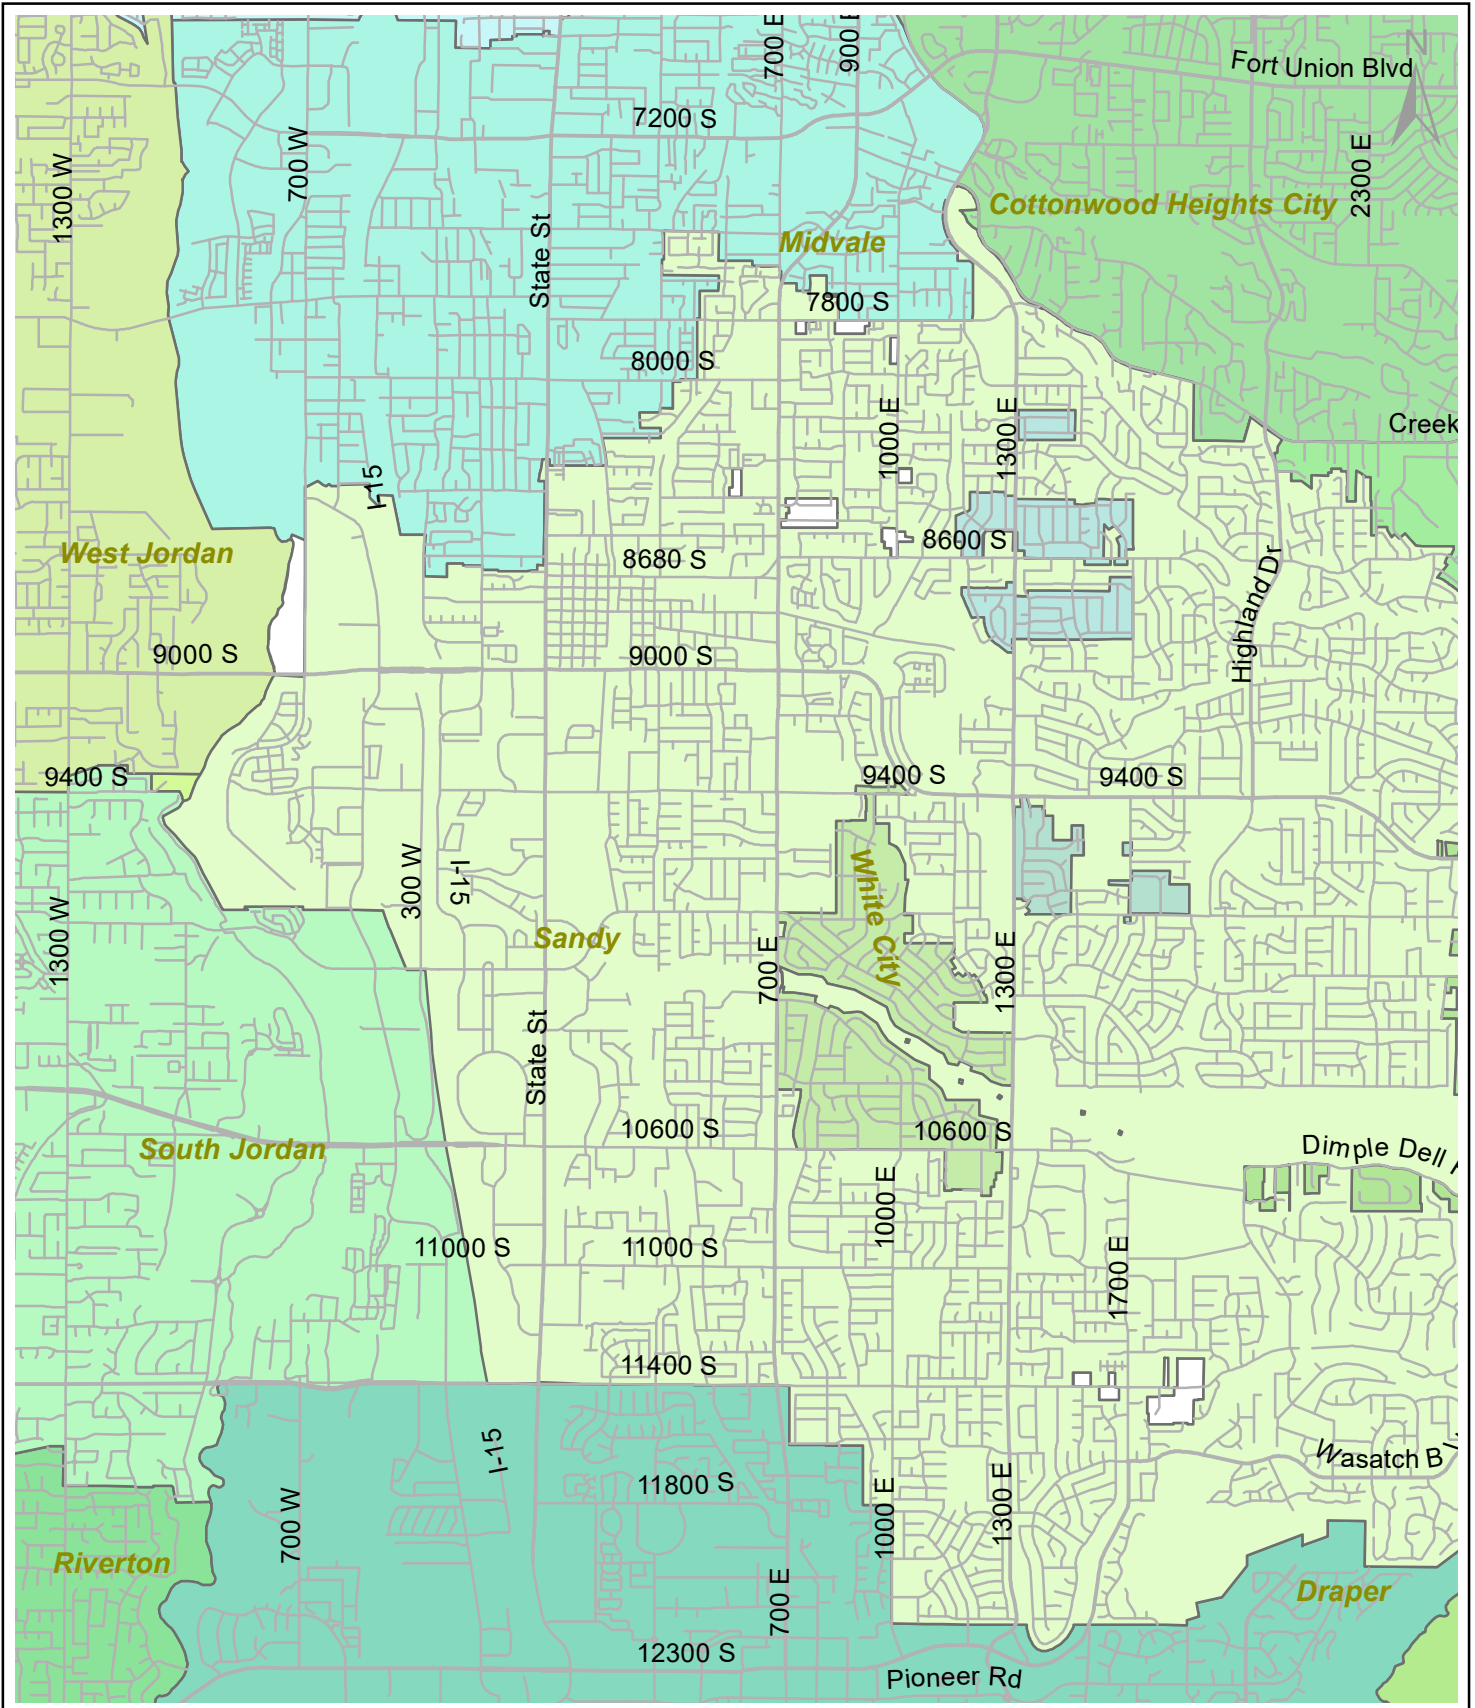 700 E
900 E
N
Fort Union Blvd
7200 S
1300 W
700 W
2300 E
Cottonwood Heights City
State St
Midvale
7800 S
8000 S
1000 E
1300 E
Creek
I-15
8600 S
West Jordan
8680 S
Highland Dr
9000 S
9000 S
9400 S
9400 S
9400 S
300 W
I-15
White City
1300 W
Sandy
700 E
1300 E
State St
10600 S
10600 S
South Jordan
Dimple Dell
1000 E
11000 S
11000 S
1700 E
11400 S
I-15
Wasatch Bl
11800 S
700 W
1000 E
1300 E
Riverton
Draper
700 E
12300 S
Pioneer Rd